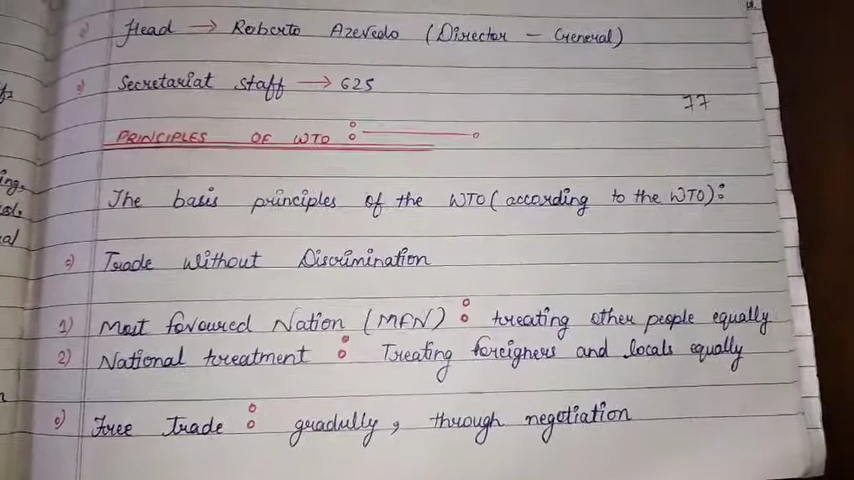 Head → Roberto Azevedo (Director - General)
Secretariat staff → 625
77
PRINCIPLES OF WTO :
The basis principles of the WTO (according to the WTO):
Trade without Discrimination
1) Most favoured Nation (MFN) : treating other people equally
2) National treatment : Treating foreigners and locals equally
Free Trade : gradully, through negotiation